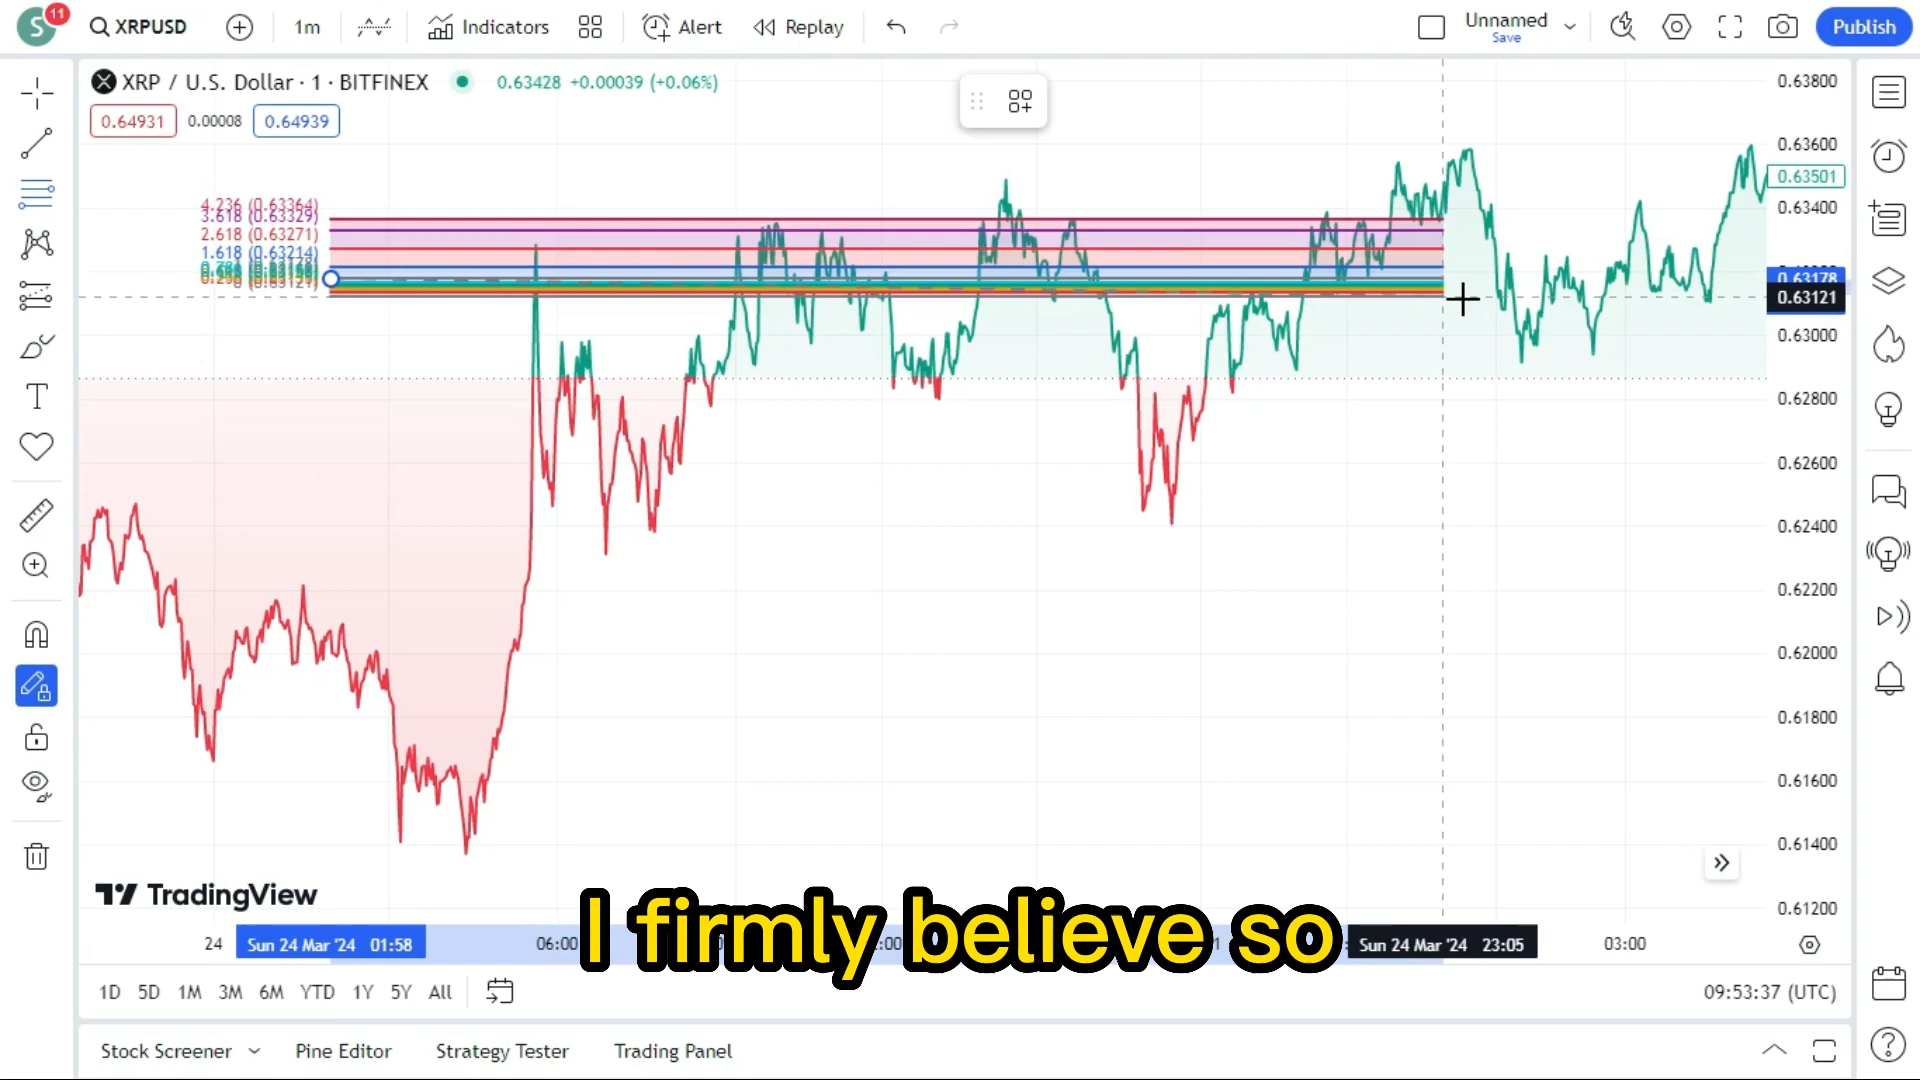 S 11 XRPUSD 1m Indicators Alert Replay Unnamed Save Publish
XRP / U.S. Dollar · 1 · BITFINEX 0.63428 +0.00039 (+0.06%)
0.64931 0.00008 0.64939
4.236 (0.63364)
3.618 (0.63329)
2.618 (0.63271)
1.618 (0.63214)
0.63800
0.63600
0.63501
0.63400
0.63178
0.63121
0.63000
0.62800
0.62600
0.62400
0.62200
0.62000
0.61800
0.61600
0.61400
0.61200
TradingView
I firmly believe so
24 Sun 24 Mar '24 01:58 06:00 Sun 24 Mar '24 23:05 03:00
1D 5D 1M 3M 6M YTD 1Y 5Y All 09:53:37 (UTC)
Stock Screener Pine Editor Strategy Tester Trading Panel